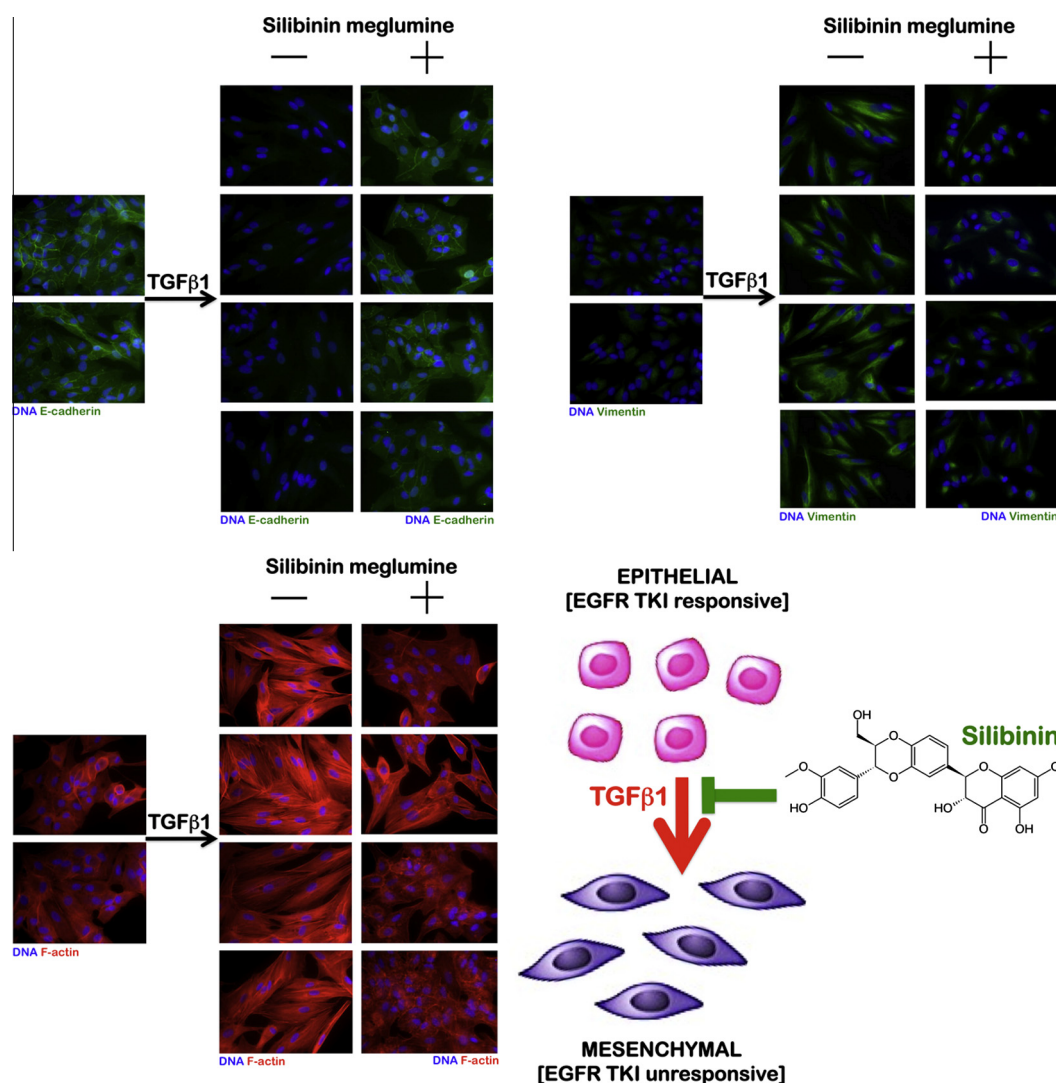 Silibinin meglumine
— +
TGFβ1
DNA E-cadherin
DNA E-cadherin
DNA E-cadherin
Silibinin meglumine
— +
TGFβ1
DNA Vimentin
DNA Vimentin
DNA Vimentin
Silibinin meglumine
— +
TGFβ1
DNA F-actin
DNA F-actin
DNA F-actin
EPITHELIAL
[EGFR TKI responsive]
TGFβ1
Silibinin
OH
O
O
O
HO
O
O
HO
O
OH
MESENCHYMAL
[EGFR TKI unresponsive]